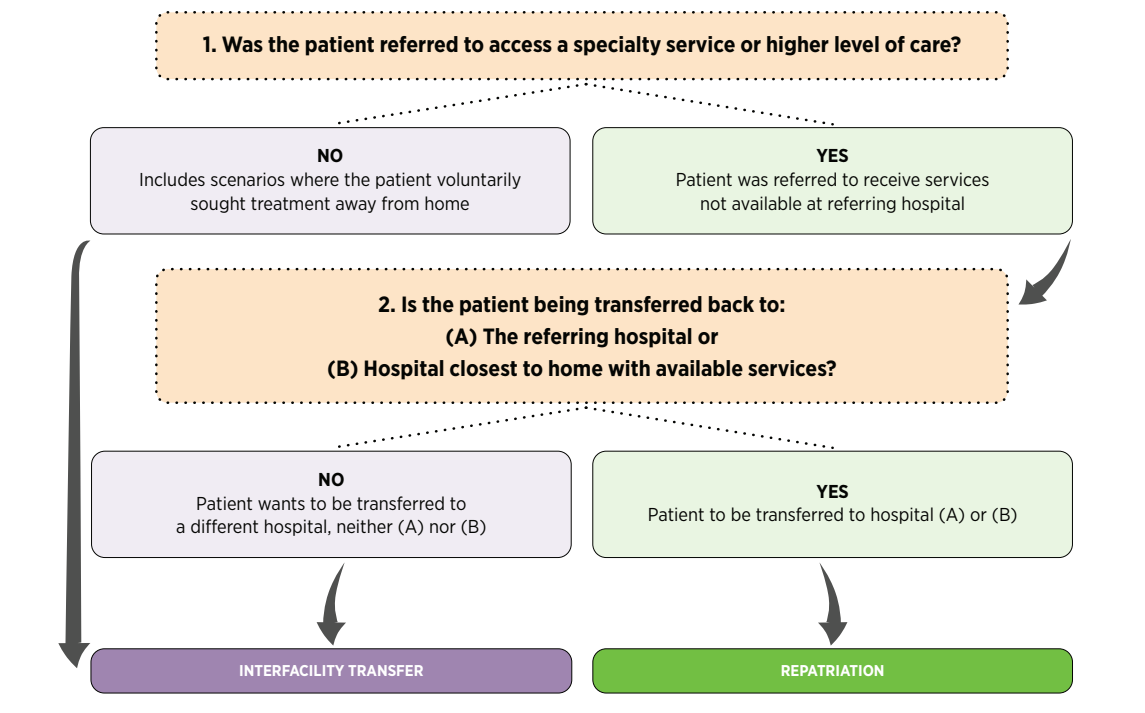 1. Was the patient referred to access a specialty service or higher level of care?
NO
Includes scenarios where the patient voluntarily
sought treatment away from home
YES
Patient was referred to receive services
not available at referring hospital
2. Is the patient being transferred back to:
(A) The referring hospital or
(B) Hospital closest to home with available services?
NO
Patient wants to be transferred to
a different hospital, neither (A) nor (B)
YES
Patient to be transferred to hospital (A) or (B)
INTERFACILITY TRANSFER
REPATRIATION